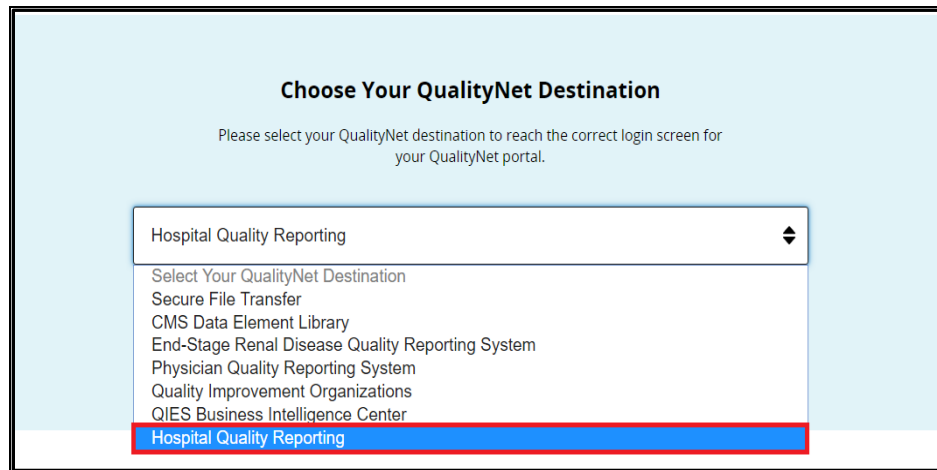 Choose Your QualityNet Destination
Please select your QualityNet destination to reach the correct login screen for
your QualityNet portal.
Hospital Quality Reporting
Select Your QualityNet Destination
Secure File Transfer
CMS Data Element Library
End-Stage Renal Disease Quality Reporting System
Physician Quality Reporting System
Quality Improvement Organizations
QIES Business Intelligence Center
Hospital Quality Reporting